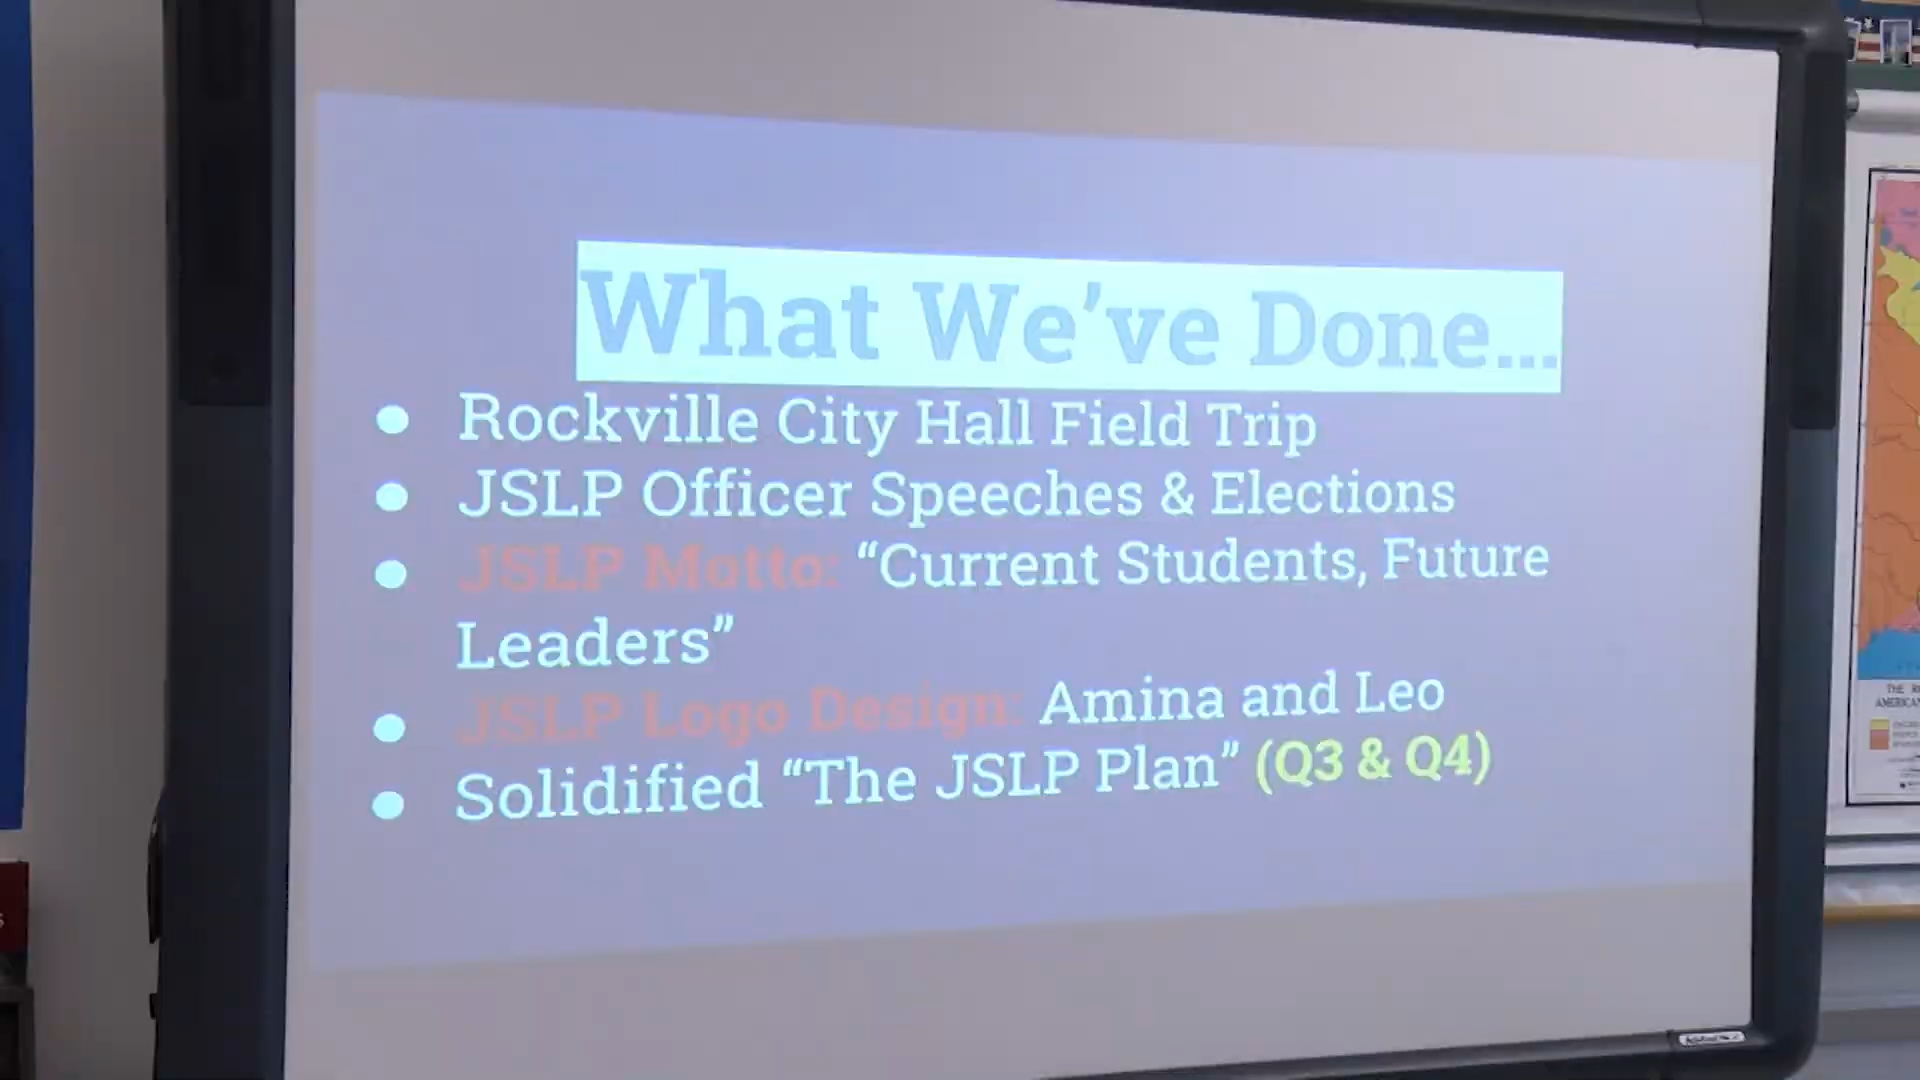 What We've Done...
● Rockville City Hall Field Trip
● JSLP Officer Speeches & Elections
● JSLP Motto: “Current Students, Future
Leaders”
● JSLP Logo Design: Amina and Leo
● Solidified “The JSLP Plan” (Q3 & Q4)